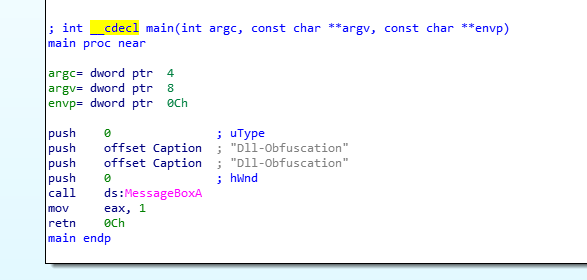 ; int __cdecl main(int argc, const char **argv, const char **envp)
main proc near
argc= dword ptr  4
argv= dword ptr  8
envp= dword ptr  0Ch
push    0               ; uType
push    offset Caption  ; "Dll-Obfuscation"
push    offset Caption  ; "Dll-Obfuscation"
push    0               ; hWnd
call    ds:MessageBoxA
mov     eax, 1
retn    0Ch
main endp